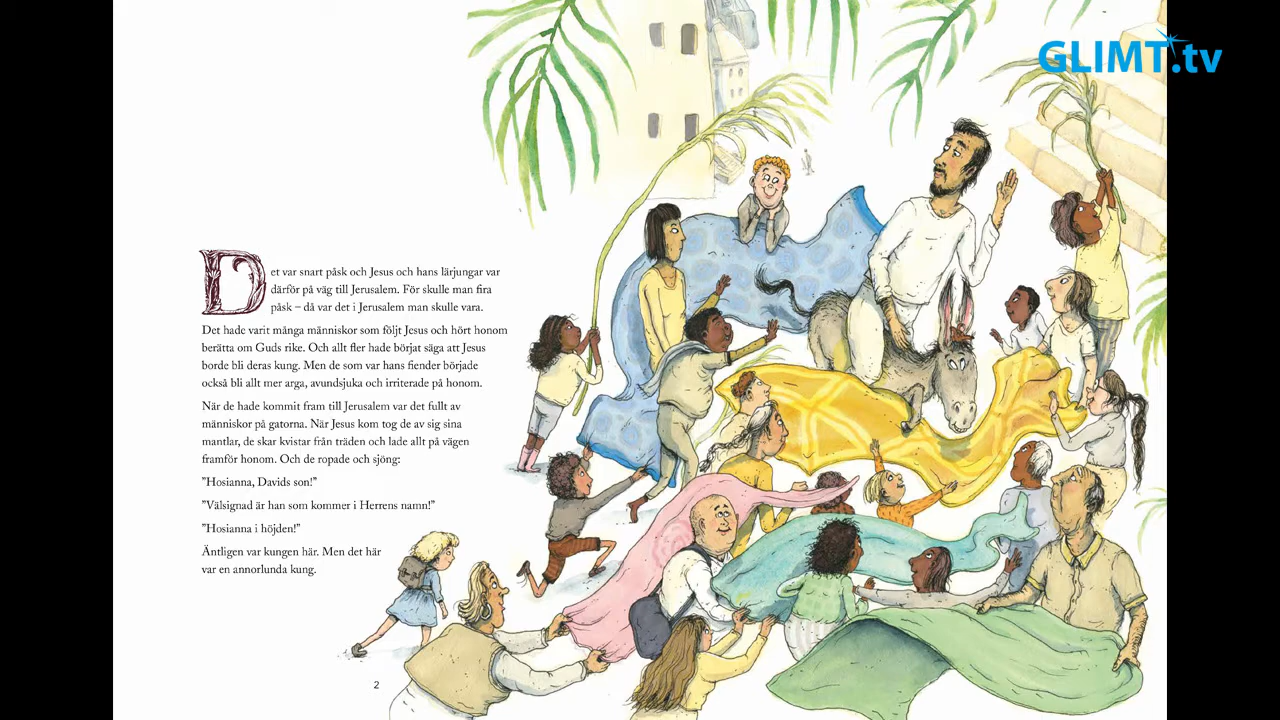 GLIMT.tv
Det var snart påsk och Jesus och hans lärjungar var
därför på väg till Jerusalem. För skulle man fira
påsk – då var det i Jerusalem man skulle vara.
Det hade varit många människor som följt Jesus och hört honom
berätta om Guds rike. Och allt fler hade börjat säga att Jesus
borde bli deras kung. Men de som var hans fiender började
också bli allt mer arga, avundsjuka och irriterade på honom.
När de hade kommit fram till Jerusalem var det fullt av
människor på gatorna. När Jesus kom tog de av sig sina
mantlar, de skar kvistar från träden och lade allt på vägen
framför honom. Och de ropade och sjöng:
”Hosianna, Davids son!”
”Välsignad är han som kommer i Herrens namn!”
”Hosianna i höjden!”
Äntligen var kungen här. Men det här
var en annorlunda kung.
2